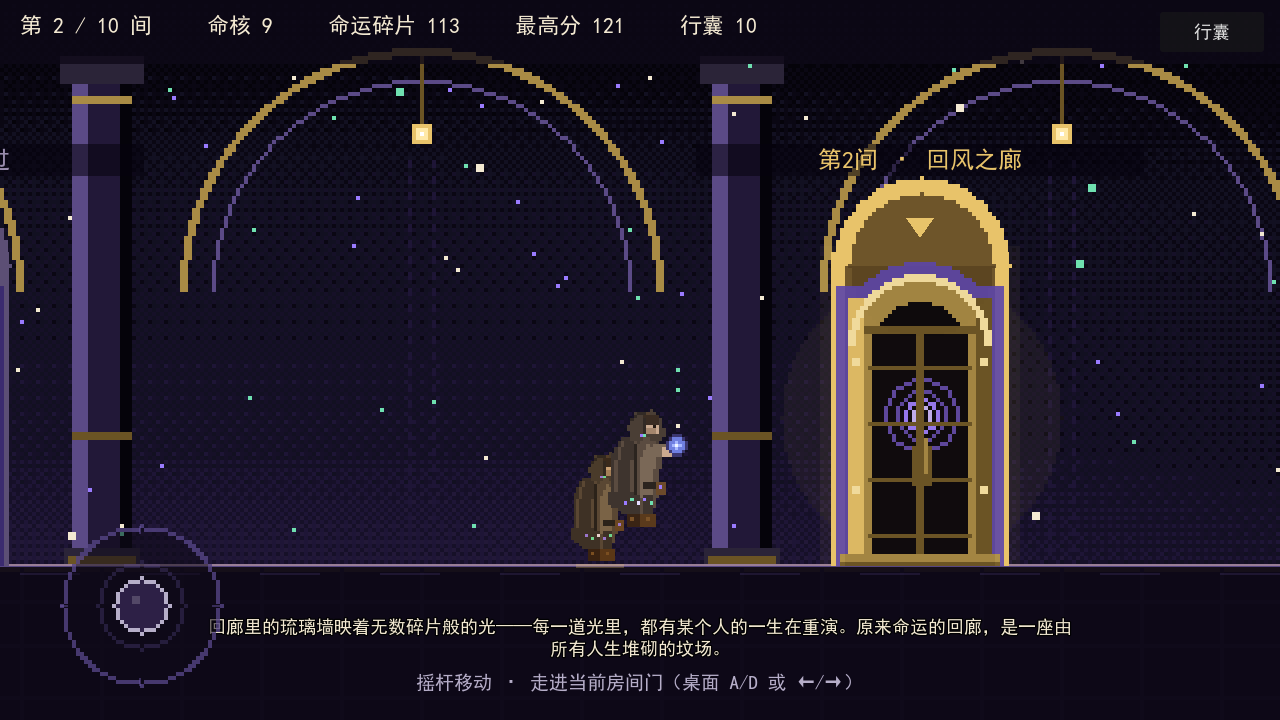 第 2 / 10 间 命核 9 命运碎片 113 最高分 121 行囊 10
行囊
过
第2间 · 回风之廊
回廊里的琉璃墙映着无数碎片般的光——每一道光里，都有某个人的一生在重演。原来命运的回廊，是一座由
所有人生堆砌的坟场。
摇杆移动 · 走进当前房间门（桌面 A/D 或 ←/→）